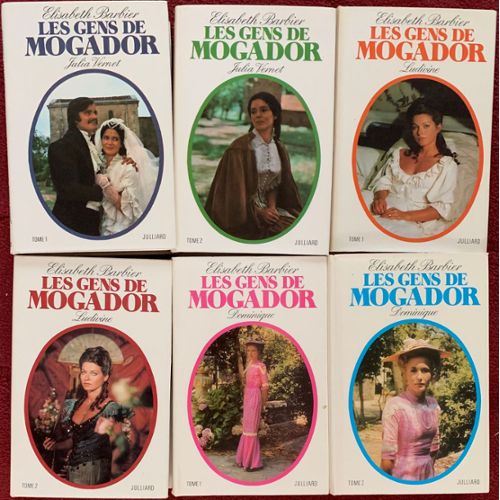 Elisabeth Barbier
LES GENS DE
MOGADOR
Julia Vernet
TOME 1
JULLIARD
Elisabeth Barbier
LES GENS DE
MOGADOR
Julia Vernet
TOME 2
JULLIARD
Elisabeth Barbier
LES GENS DE
MOGADOR
Ludivine
TOME 1
JULLIARD
Elisabeth Barbier
LES GENS DE
MOGADOR
Ludivine
TOME 2
JULLIARD
Elisabeth Barbier
LES GENS DE
MOGADOR
Dominique
TOME 1
JULLIARD
Elisabeth Barbier
LES GENS DE
MOGADOR
Dominique
TOME 2
JULLIARD